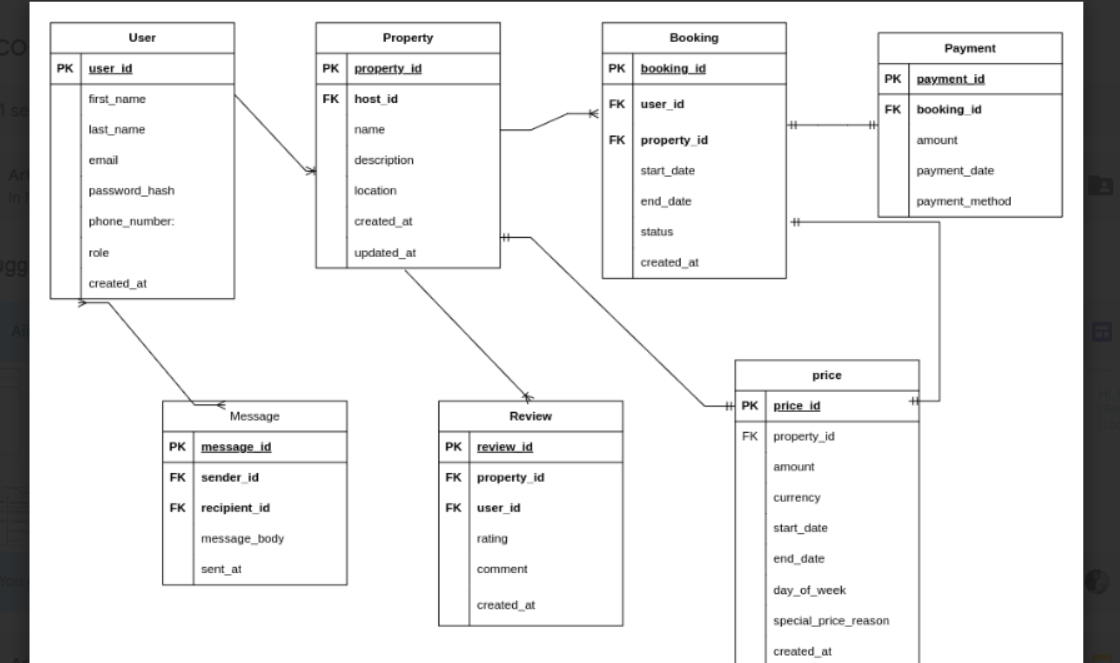 User
PK user_id
first_name
last_name
email
password_hash
phone_number:
role
created_at
Property
PK property_id
FK host_id
name
description
location
created_at
updated_at
Booking
PK booking_id
FK user_id
FK property_id
start_date
end_date
status
created_at
Payment
PK payment_id
FK booking_id
amount
payment_date
payment_method
Message
PK message_id
FK sender_id
FK recipient_id
message_body
sent_at
Review
PK review_id
FK property_id
FK user_id
rating
comment
created_at
price
PK price_id
FK property_id
amount
currency
start_date
end_date
day_of_week
special_price_reason
created_at